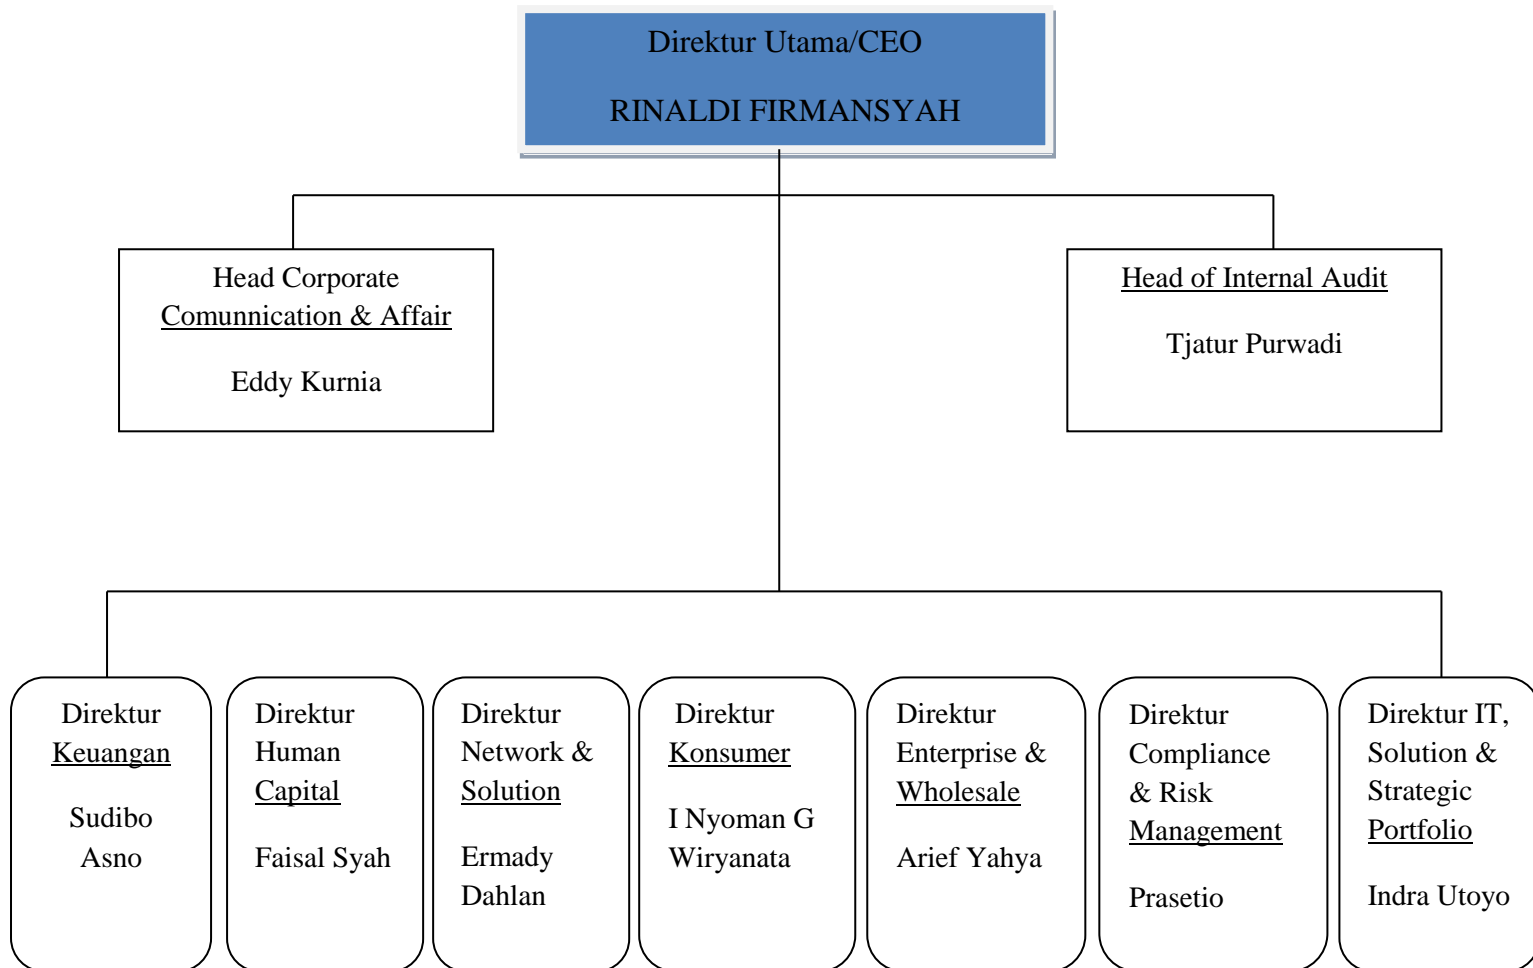 Direktur Utama/CEO
RINALDI FIRMANSYAH
Head Corporate
Comunnication & Affair
Eddy Kurnia
Head of Internal Audit
Tjatur Purwadi
Direktur
Keuangan
Sudibo
Asno
Direktur
Human
Capital
Faisal Syah
Direktur
Network &
Solution
Ermady
Dahlan
Direktur
Konsumer
I Nyoman G
Wiryanata
Direktur
Enterprise &
Wholesale
Arief Yahya
Direktur
Compliance
& Risk
Management
Prasetio
Direktur IT,
Solution &
Strategic
Portfolio
Indra Utoyo